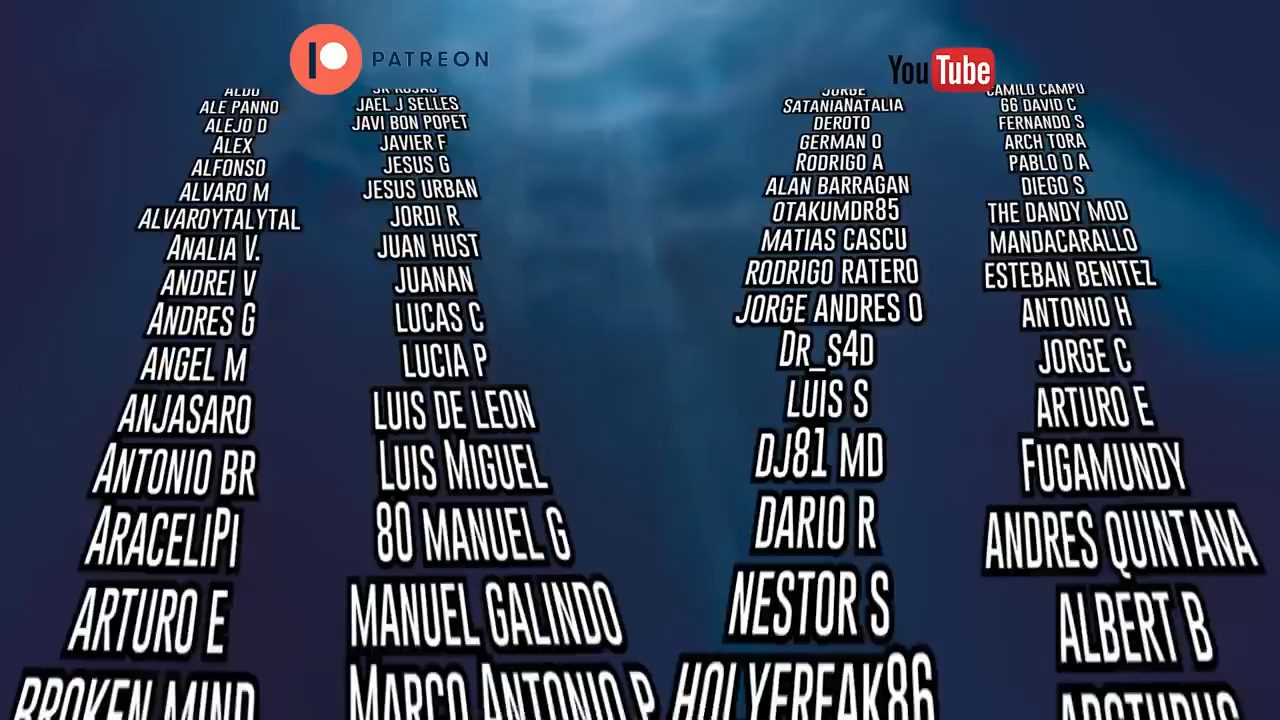 PATREON
YouTube
ALDO
ALE PANNO
ALEJO D
ALEX
ALFONSO
ALVARO M
ALVAROYTALYTAL
ANALIA V.
ANDREI V
ANDRES G
ANGEL M
ANJASARO
ANTONIO BR
ARACELIPI
ARTURO E
BROKEN MIND
JAEL J SELLES
JAVI BON POPET
JAVIER F
JESUS G
JESUS URBAN
JORDI R
JUAN HUST
JUANAN
LUCAS C
LUCIA P
LUIS DE LEON
LUIS MIGUEL
80 MANUEL G
MANUEL GALINDO
MARCO ANTONIO P
JORGE
SATANIANATALIA
DEROTO
GERMAN O
RODRIGO A
ALAN BARRAGAN
OTAKUMDR85
MATIAS CASCU
RODRIGO RATERO
JORGE ANDRES O
DR_S4D
LUIS S
DJ81 MD
DARIO R
NESTOR S
HOLYFREAK86
CAMILO CAMPO
66 DAVID C
FERNANDO S
ARCH TORA
PABLO D A
DIEGO S
THE DANDY MOD
MANDACARALLO
ESTEBAN BENITEZ
ANTONIO H
JORGE C
ARTURO E
FUGAMUNDY
ANDRES QUINTANA
ALBERT B